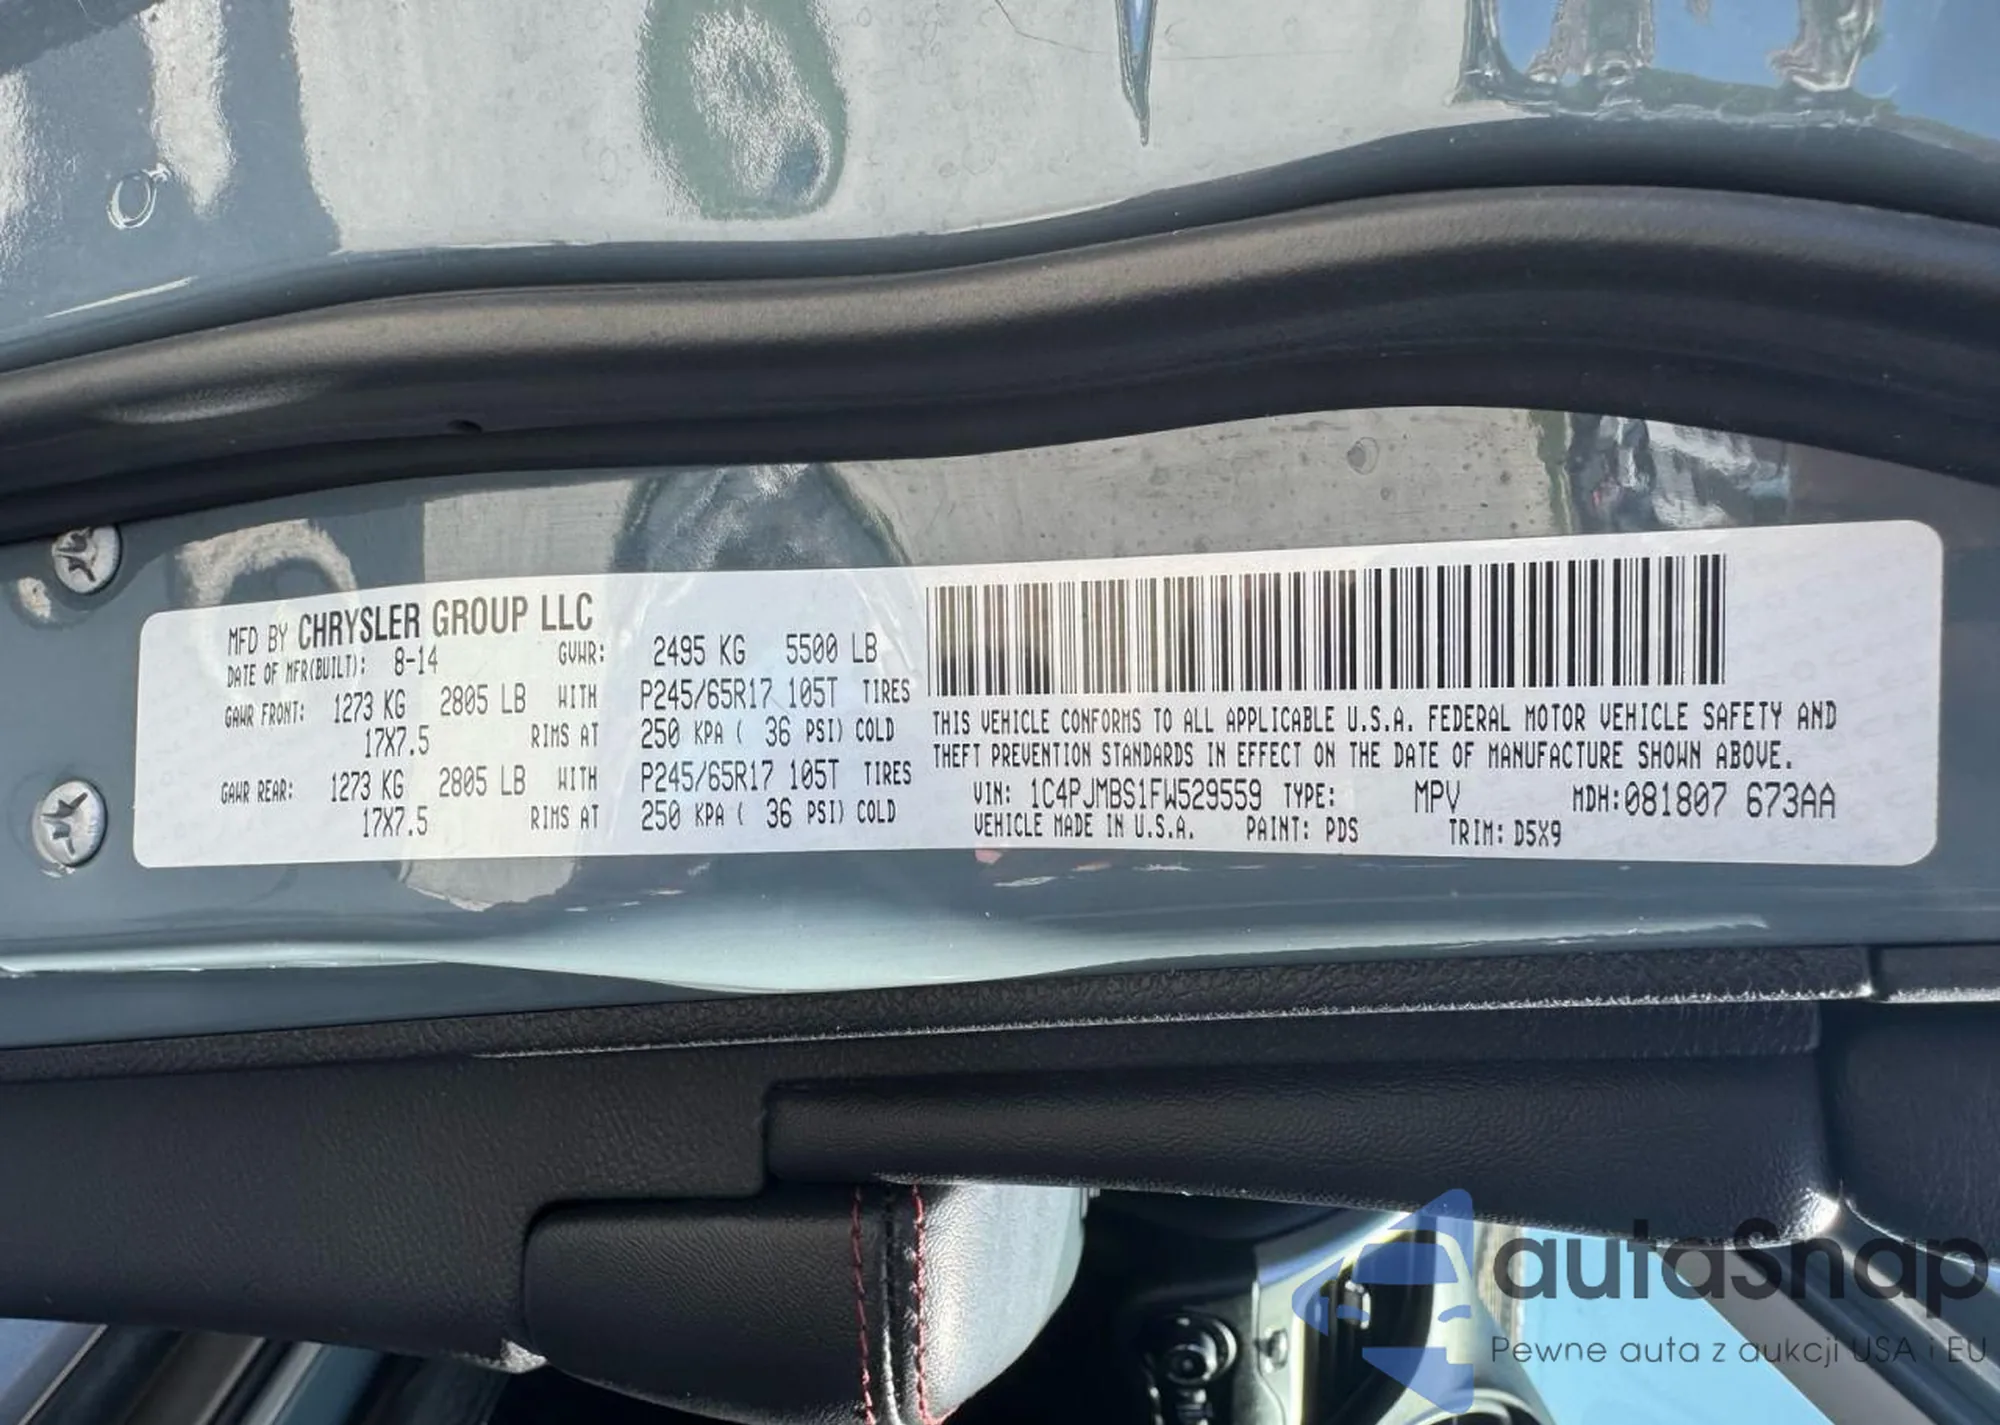 MFD BY CHRYSLER GROUP LLC
DATE OF MFR(BUILT): 8-14 GVWR: 2495 KG 5500 LB
GAWR FRONT: 1273 KG 2805 LB WITH P245/65R17 105T TIRES
17X7.5 RIMS AT 250 KPA ( 36 PSI) COLD
GAWR REAR: 1273 KG 2805 LB WITH P245/65R17 105T TIRES
17X7.5 RIMS AT 250 KPA ( 36 PSI) COLD
THIS VEHICLE CONFORMS TO ALL APPLICABLE U.S.A. FEDERAL MOTOR VEHICLE SAFETY AND
THEFT PREVENTION STANDARDS IN EFFECT ON THE DATE OF MANUFACTURE SHOWN ABOVE.
VIN: 1C4PJMBS1FW529559 TYPE: MPV MDH:081807 673AA
VEHICLE MADE IN U.S.A. PAINT: PDS TRIM: D5X9
autaSnap
Pewne auta z aukcji USA i EU